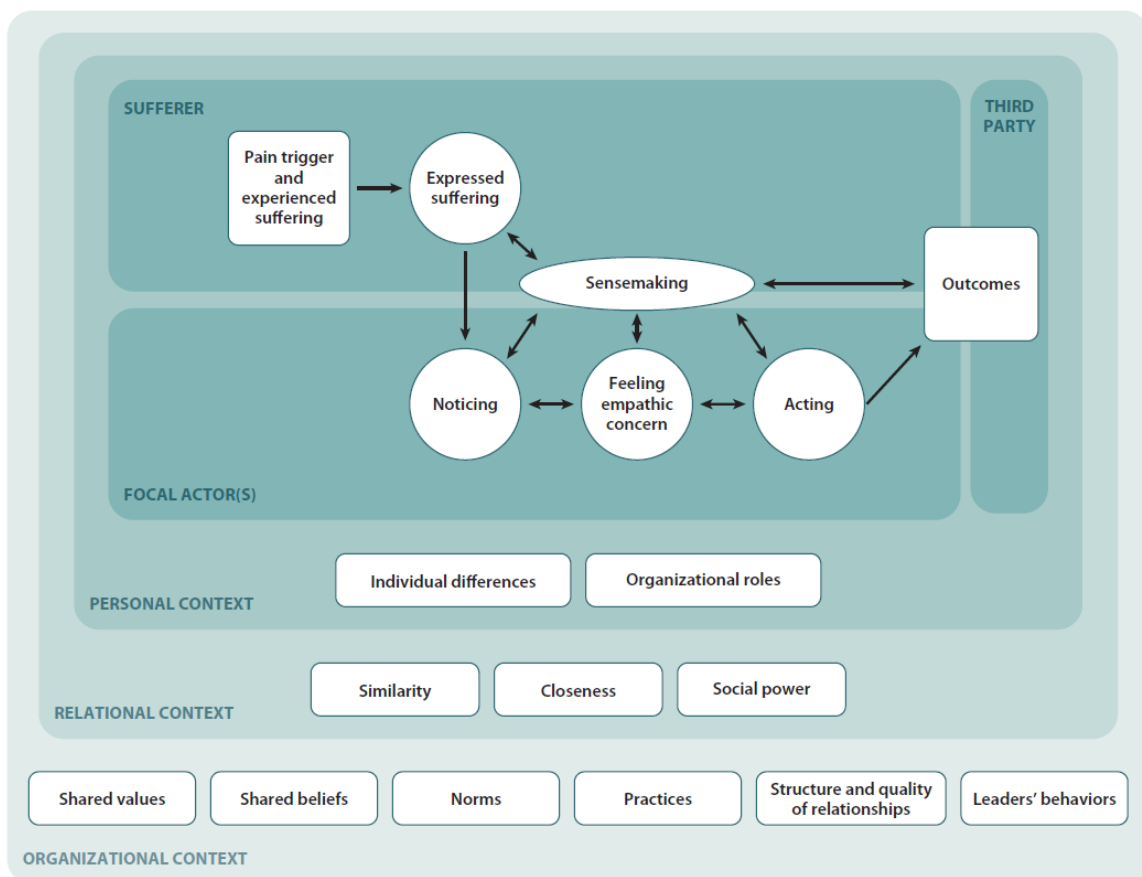 SUFFERER
THIRD
PARTY
Pain trigger
and
experienced
suffering
Expressed
suffering
Sensemaking
Outcomes
Noticing
Feeling
empathic
concern
Acting
FOCAL ACTOR(S)
Individual differences
Organizational roles
PERSONAL CONTEXT
Similarity
Closeness
Social power
RELATIONAL CONTEXT
Shared values
Shared beliefs
Norms
Practices
Structure and quality
of relationships
Leaders’ behaviors
ORGANIZATIONAL CONTEXT